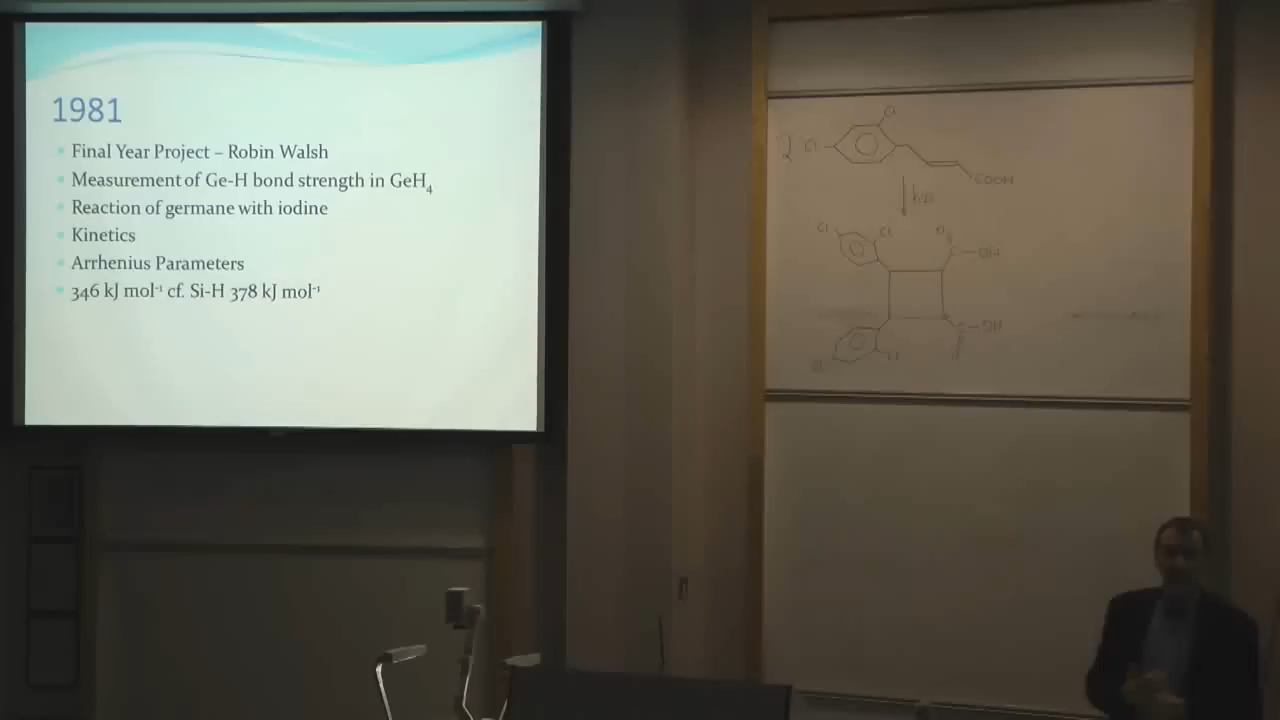 1981
Final Year Project – Robin Walsh
Measurement of Ge-H bond strength in GeH₄
Reaction of germane with iodine
Kinetics
Arrhenius Parameters
346 kJ mol⁻¹ cf. Si-H 378 kJ mol⁻¹
Cl
2 Cl
COOH
Cl Cl O
C-OH
C-OH
Cl